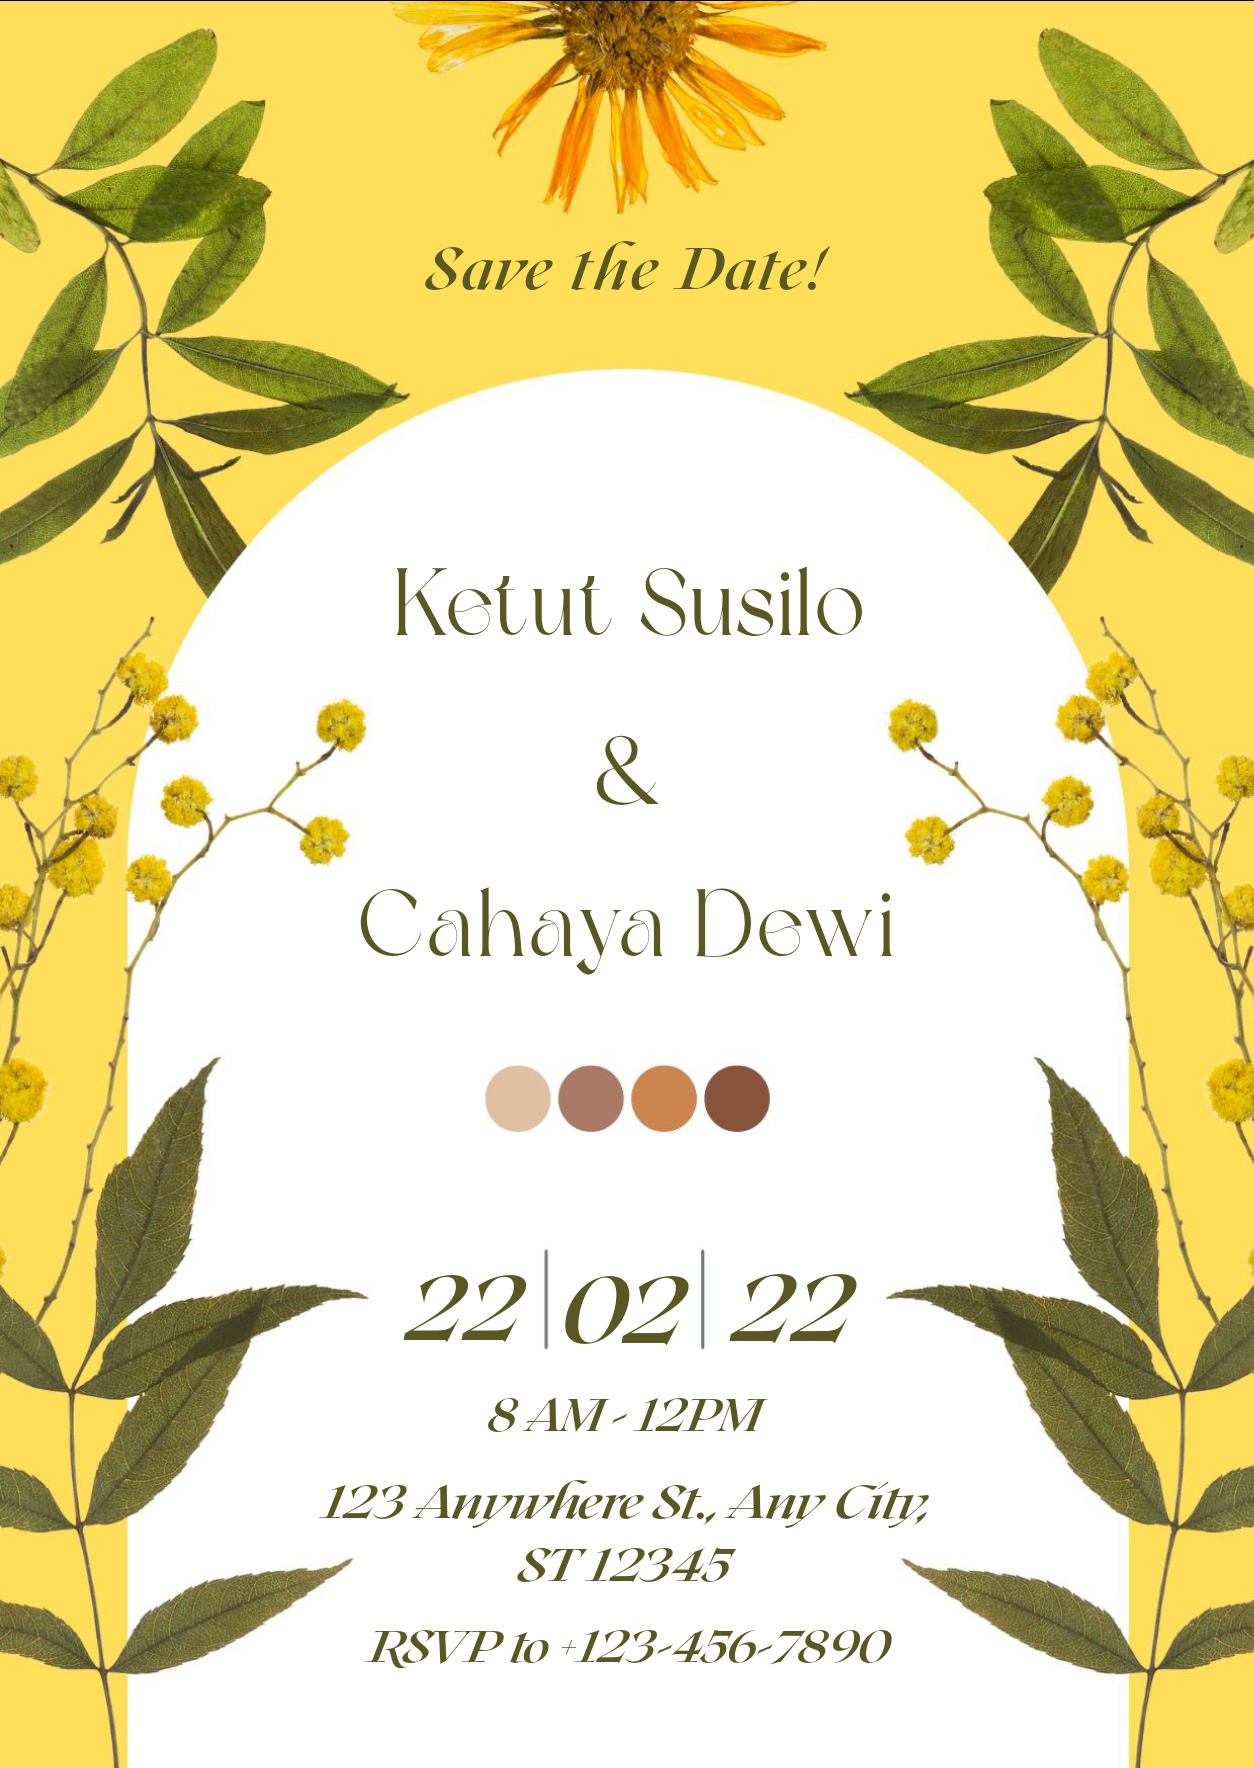 Save the Date!
Ketut Susilo
&
Cahaya Dewi
22 | 02 | 22
8 AM - 12PM
123 Anywhere St., Any City,
ST 12345
RSVP to +123-456-7890